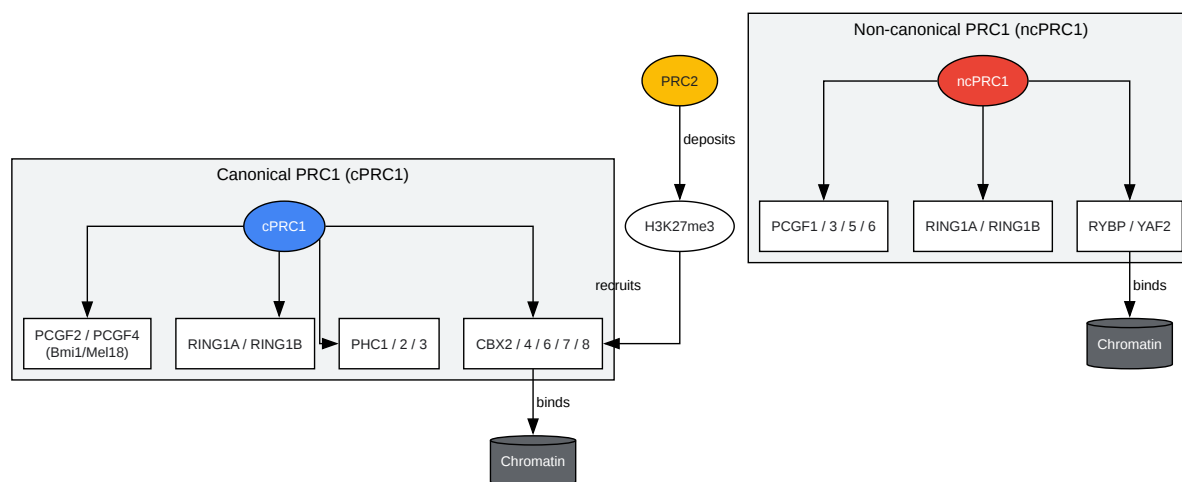 Non-canonical PRC1 (ncPRC1)
PRC2
ncPRC1
deposits
Canonical PRC1 (cPRC1)
cPRC1
H3K27me3
PCGF1 / 3 / 5 / 6
RING1A / RING1B
RYBP / YAF2
recruits
binds
PCGF2 / PCGF4
(Bmi1/Mel18)
RING1A / RING1B
PHC1 / 2 / 3
CBX2 / 4 / 6 / 7 / 8
Chromatin
binds
Chromatin